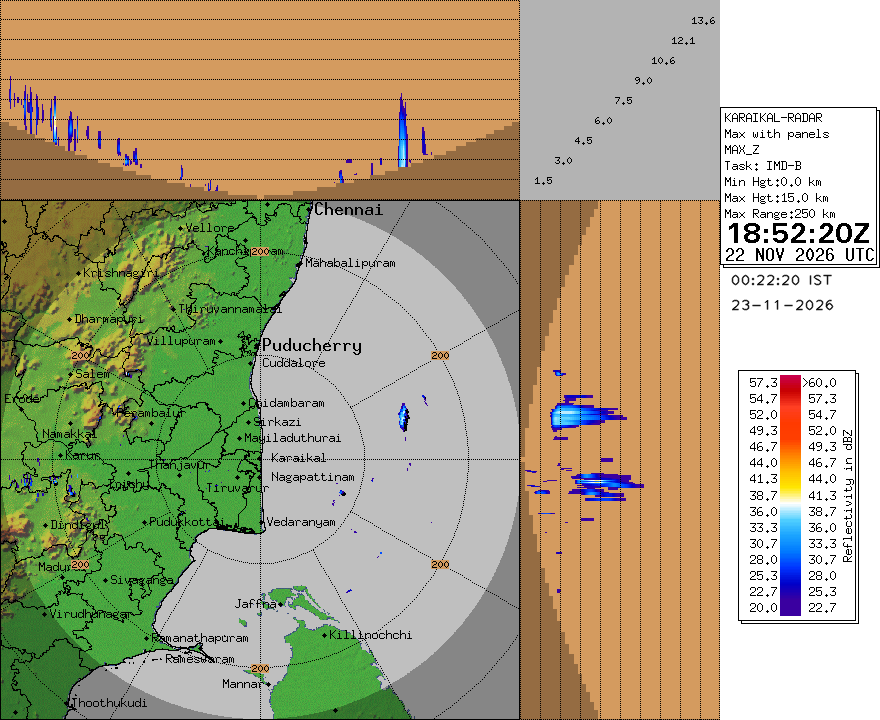 13.6
12.1
10.6
9.0
7.5
6.0
4.5
3.0
1.5
KARAIKAL-RADAR
Max with panels
MAX_Z
Task: IMD-B
Min Hgt:0.0 km
Max Hgt:15.0 km
Max Range:250 km
18:52:20Z
22 NOV 2026 UTC
00:22:20 IST
23-11-2026
Chennai
Vellore
200
Mahabalipuram
Krishnagiri
Thiruvannamalai
Dharmapuri
Villupuram
Puducherry
200
200
Cuddalore
Salem
Erode
Chidambaram
Perambalur
Sirkazi
Namakkal
Mayiladuthurai
Karur
Karaikal
Thanjavur
Nagapattinam
Tiruvarur
Dindigul
Pudukkottai
Vedaranyam
200
200
Sivaganga
Jaffna
Virudhunagar
Ramanathapuram
Killinochchi
Rameswaram
200
Mannar
Thoothukudi
57.3 >60.0
54.7 57.3
52.0 54.7
49.3 52.0
46.7 49.3
44.0 46.7
41.3 44.0
38.7 41.3
36.0 38.7
33.3 36.0
30.7 33.3
28.0 30.7
25.3 28.0
22.7 25.3
20.0 22.7
Reflectivity in dBZ